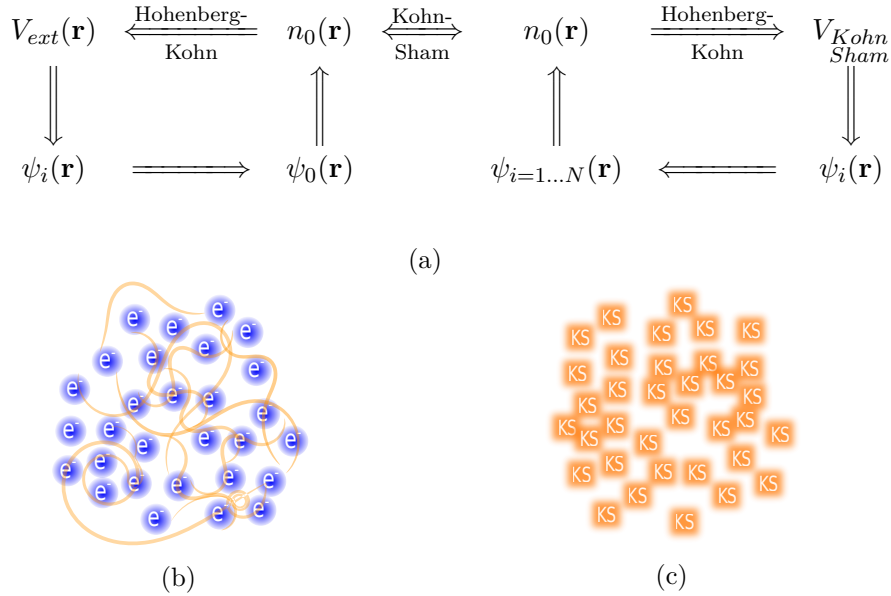 V_ext(r) ⟸ Hohenberg-Kohn n_0(r) ⟺ Kohn-Sham n_0(r) ⟹ Hohenberg-Kohn V_Kohn Sham
ψ_i(r) ⟹ ψ_0(r) ψ_{i=1...N}(r) ⟸ ψ_i(r)
(a)
e⁻ e⁻ e⁻ e⁻ e⁻ e⁻ e⁻ e⁻ e⁻ e⁻ e⁻ e⁻ e⁻ e⁻ e⁻ e⁻ e⁻ e⁻ e⁻ e⁻ e⁻ e⁻ e⁻ e⁻ e⁻ e⁻ e⁻ e⁻ e⁻ e⁻
KS KS KS KS KS KS KS KS KS KS KS KS KS KS KS KS KS KS KS KS KS KS KS KS KS KS KS KS KS KS KS KS KS KS KS
(b) (c)